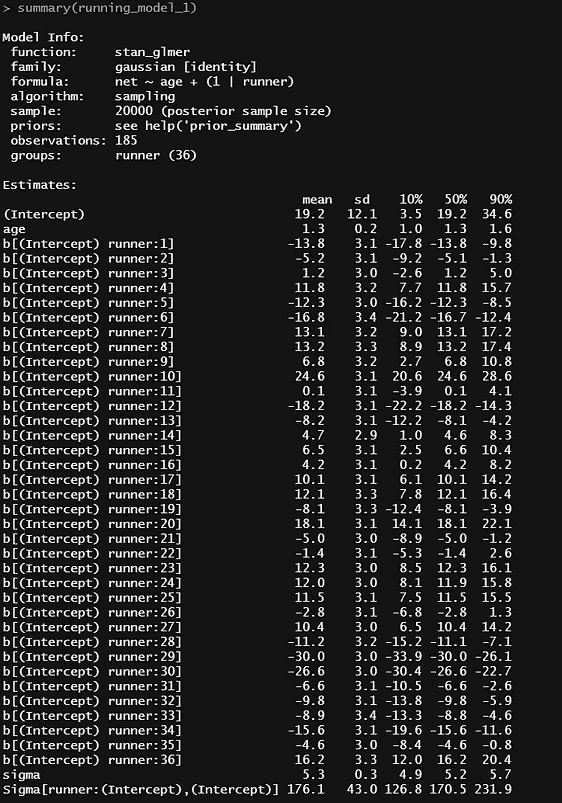 > summary(running_model_1)
Model Info:
function: stan_glmer
family: gaussian [identity]
formula: net ~ age + (1 | runner)
algorithm: sampling
sample: 20000 (posterior sample size)
priors: see help('prior_summary')
observations: 185
groups: runner (36)
Estimates:
mean sd 10% 50% 90%
(Intercept) 19.2 12.1 3.5 19.2 34.6
age 1.3 0.2 1.0 1.3 1.6
b[(Intercept) runner:1] -13.8 3.1 -17.8 -13.8 -9.8
b[(Intercept) runner:2] -5.2 3.1 -9.2 -5.1 -1.3
b[(Intercept) runner:3] 1.2 3.0 -2.6 1.2 5.0
b[(Intercept) runner:4] 11.8 3.2 7.7 11.8 15.7
b[(Intercept) runner:5] -12.3 3.0 -16.2 -12.3 -8.5
b[(Intercept) runner:6] -16.8 3.4 -21.2 -16.7 -12.4
b[(Intercept) runner:7] 13.1 3.2 9.0 13.1 17.2
b[(Intercept) runner:8] 13.2 3.3 8.9 13.2 17.4
b[(Intercept) runner:9] 6.8 3.2 2.7 6.8 10.8
b[(Intercept) runner:10] 24.6 3.1 20.6 24.6 28.6
b[(Intercept) runner:11] 0.1 3.1 -3.9 0.1 4.1
b[(Intercept) runner:12] -18.2 3.1 -22.2 -18.2 -14.3
b[(Intercept) runner:13] -8.2 3.1 -12.2 -8.1 -4.2
b[(Intercept) runner:14] 4.7 2.9 1.0 4.6 8.3
b[(Intercept) runner:15] 6.5 3.1 2.5 6.6 10.4
b[(Intercept) runner:16] 4.2 3.1 0.2 4.2 8.2
b[(Intercept) runner:17] 10.1 3.1 6.1 10.1 14.2
b[(Intercept) runner:18] 12.1 3.3 7.8 12.1 16.4
b[(Intercept) runner:19] -8.1 3.3 -12.4 -8.1 -3.9
b[(Intercept) runner:20] 18.1 3.1 14.1 18.1 22.1
b[(Intercept) runner:21] -5.0 3.0 -8.9 -5.0 -1.2
b[(Intercept) runner:22] -1.4 3.1 -5.3 -1.4 2.6
b[(Intercept) runner:23] 12.3 3.0 8.5 12.3 16.1
b[(Intercept) runner:24] 12.0 3.0 8.1 11.9 15.8
b[(Intercept) runner:25] 11.5 3.1 7.5 11.5 15.5
b[(Intercept) runner:26] -2.8 3.1 -6.8 -2.8 1.3
b[(Intercept) runner:27] 10.4 3.0 6.5 10.4 14.2
b[(Intercept) runner:28] -11.2 3.2 -15.2 -11.1 -7.1
b[(Intercept) runner:29] -30.0 3.0 -33.9 -30.0 -26.1
b[(Intercept) runner:30] -26.6 3.0 -30.4 -26.6 -22.7
b[(Intercept) runner:31] -6.6 3.1 -10.5 -6.6 -2.6
b[(Intercept) runner:32] -9.8 3.1 -13.8 -9.8 -5.9
b[(Intercept) runner:33] -8.9 3.4 -13.3 -8.8 -4.6
b[(Intercept) runner:34] -15.6 3.1 -19.6 -15.6 -11.6
b[(Intercept) runner:35] -4.6 3.0 -8.4 -4.6 -0.8
b[(Intercept) runner:36] 16.2 3.3 12.0 16.2 20.4
sigma 5.3 0.3 4.9 5.2 5.7
Sigma[runner:(Intercept),(Intercept)] 176.1 43.0 126.8 170.5 231.9